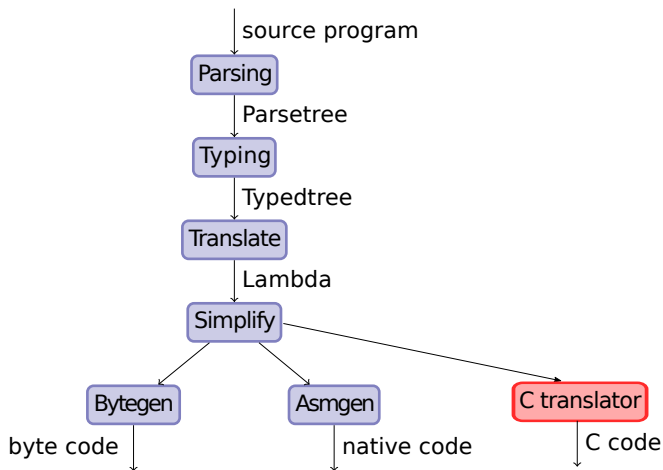 source program
Parsing
Parsetree
Typing
Typedtree
Translate
Lambda
Simplify
Bytegen
Asmgen
C translator
byte code
native code
C code